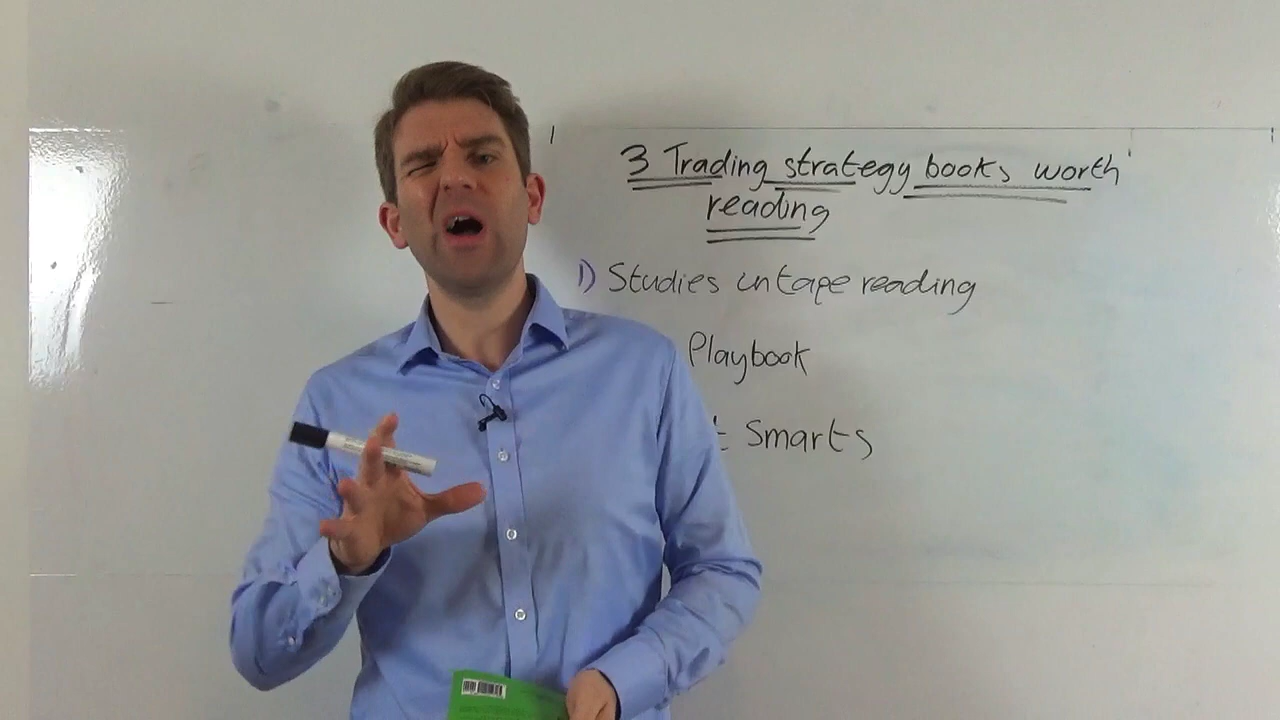 3 Trading strategy books worth
reading
1) Studies in tape reading
Playbook
t Smarts